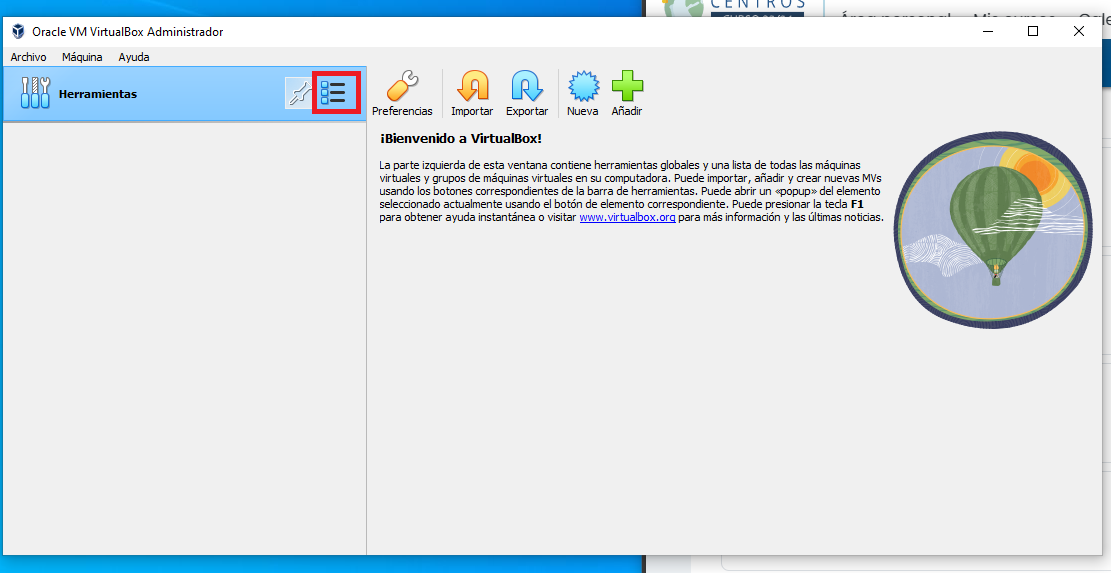 CENTROS
Área personal Mis cursos
Oracle VM VirtualBox Administrador
Archivo Máquina Ayuda
Herramientas
Preferencias Importar Exportar Nueva Añadir
¡Bienvenido a VirtualBox!
La parte izquierda de esta ventana contiene herramientas globales y una lista de todas las máquinas
virtuales y grupos de máquinas virtuales en su computadora. Puede importar, añadir y crear nuevas MVs
usando los botones correspondientes de la barra de herramientas. Puede abrir un «popup» del elemento
seleccionado actualmente usando el botón de elemento correspondiente. Puede presionar la tecla F1
para obtener ayuda instantánea o visitar www.virtualbox.org para más información y las últimas noticias.